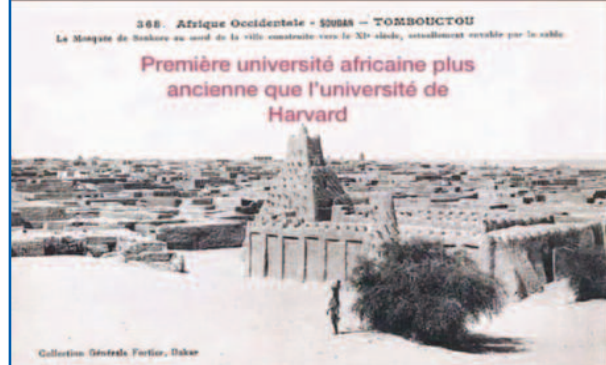 368. Afrique Occidentale - SOUDAN - TOMBOUCTOU
La Mosquée de Sankoré au nord de la ville construite vers le XIe siècle, actuellement envahie par le sable
Première université africaine plus
ancienne que l'université de
Harvard
Collection Générale Fortier, Dakar